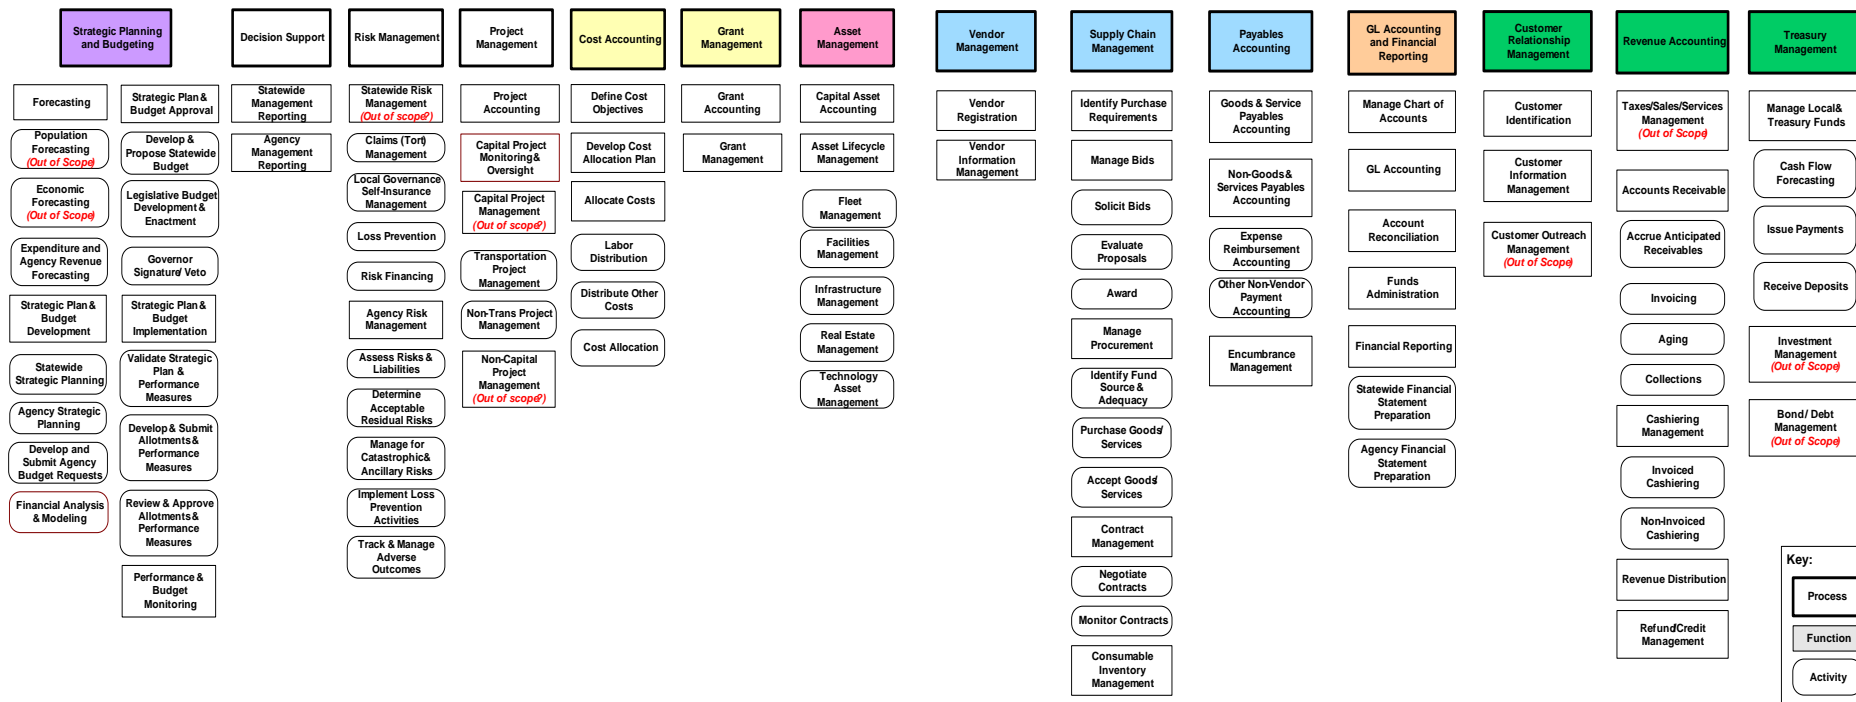 Strategic Planning
and Budgeting
Forecasting
Population
Forecasting
(Out of Scope)
Economic
Forecasting
(Out of Scope)
Expenditure and
Agency Revenue
Forecasting
Strategic Plan &
Budget
Development
Statewide
Strategic Planning
Agency Strategic
Planning
Develop and
Submit Agency
Budget Requests
Financial Analysis
& Modeling
Strategic Plan &
Budget Approval
Develop &
Propose Statewide
Budget
Legislative Budget
Development &
Enactment
Governor
Signature/ Veto
Strategic Plan &
Budget
Implementation
Validate Strategic
Plan &
Performance
Measures
Develop & Submit
Allotments &
Performance
Measures
Review & Approve
Allotments &
Performance
Measures
Performance &
Budget
Monitoring
Decision Support
Statewide
Management
Reporting
Agency
Management
Reporting
Risk Management
Statewide Risk
Management
(Out of scope?)
Claims (Tort)
Management
Local Governance
Self-Insurance
Management
Loss Prevention
Risk Financing
Agency Risk
Management
Assess Risks &
Liabilities
Determine
Acceptable
Residual Risks
Manage for
Catastrophic &
Ancillary Risks
Implement Loss
Prevention
Activities
Track & Manage
Adverse
Outcomes
Project
Management
Project
Accounting
Capital Project
Monitoring &
Oversight
Capital Project
Management
(Out of scope?)
Transportation
Project
Management
Non-Trans Project
Management
Non-Capital
Project
Management
(Out of scope?)
Cost Accounting
Define Cost
Objectives
Develop Cost
Allocation Plan
Allocate Costs
Labor
Distribution
Distribute Other
Costs
Cost Allocation
Grant
Management
Grant
Accounting
Grant
Management
Asset
Management
Capital Asset
Accounting
Asset Lifecycle
Management
Fleet
Management
Facilities
Management
Infrastructure
Management
Real Estate
Management
Technology
Asset
Management
Vendor
Management
Vendor
Registration
Vendor
Information
Management
Supply Chain
Management
Identify Purchase
Requirements
Manage Bids
Solicit Bids
Evaluate
Proposals
Award
Manage
Procurement
Identify Fund
Source &
Adequacy
Purchase Goods/
Services
Accept Goods/
Services
Contract
Management
Negotiate
Contracts
Monitor Contracts
Consumable
Inventory
Management
Payables
Accounting
Goods & Service
Payables
Accounting
Non-Goods &
Services Payables
Accounting
Expense
Reimbursement
Accounting
Other Non-Vendor
Payment
Accounting
Encumbrance
Management
GL Accounting
and Financial
Reporting
Manage Chart of
Accounts
GL Accounting
Account
Reconciliation
Funds
Administration
Financial Reporting
Statewide Financial
Statement
Preparation
Agency Financial
Statement
Preparation
Customer
Relationship
Management
Customer
Identification
Customer
Information
Management
Customer Outreach
Management
(Out of Scope)
Revenue Accounting
Taxes/Sales/Services
Management
(Out of Scope)
Accounts Receivable
Accrue Anticipated
Receivables
Invoicing
Aging
Collections
Cashiering
Management
Invoiced
Cashiering
Non-Invoiced
Cashiering
Revenue Distribution
Refund/Credit
Management
Treasury
Management
Manage Local &
Treasury Funds
Cash Flow
Forecasting
Issue Payments
Receive Deposits
Investment
Management
(Out of Scope)
Bond / Debt
Management
(Out of Scope)
Key:
Process
Function
Activity